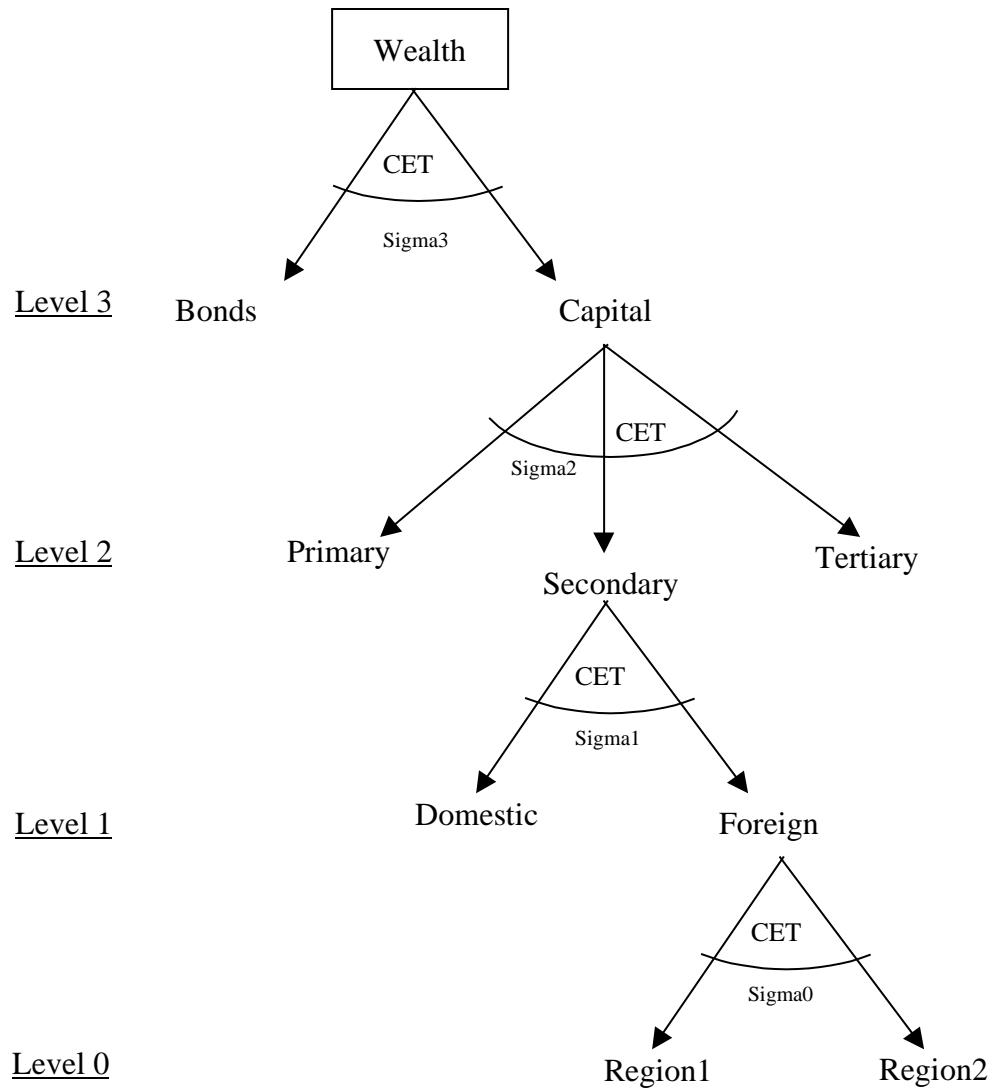 Wealth
CET
Sigma3
Level 3
Bonds
Capital
CET
Sigma2
Level 2
Primary
Secondary
Tertiary
CET
Sigma1
Level 1
Domestic
Foreign
CET
Sigma0
Level 0
Region1
Region2